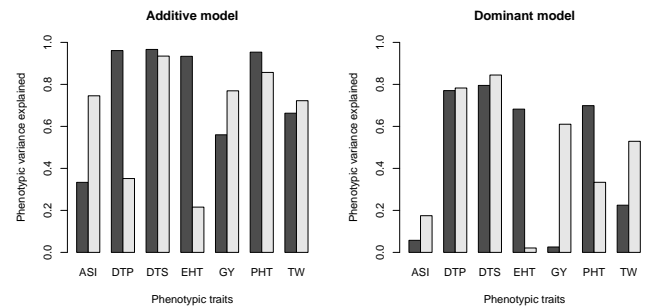 Additive model
Phenotypic variance explained
1.0
0.8
0.6
0.4
0.2
0.0
ASI DTP DTS EHT GY PHT TW
Phenotypic traits
Dominant model
Phenotypic variance explained
1.0
0.8
0.6
0.4
0.2
0.0
ASI DTP DTS EHT GY PHT TW
Phenotypic traits